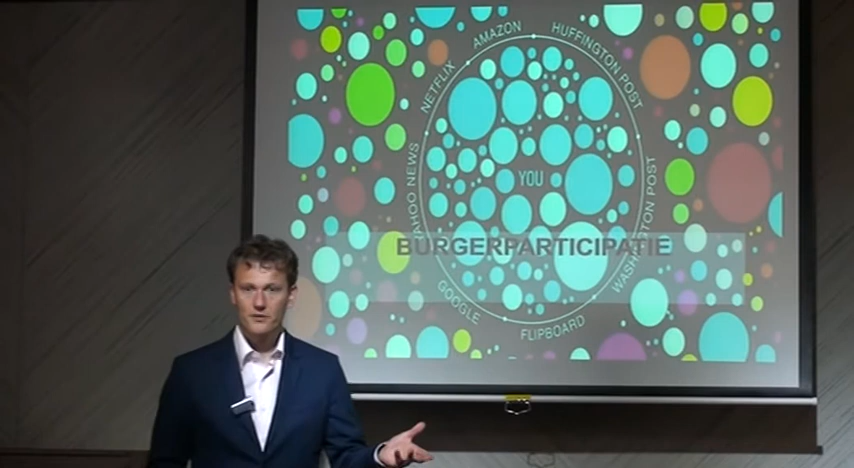 AMAZON
HUFFINGTON POST
NETFLIX
YAHOO NEWS
YOU
WASHINGTON POST
BURGERPARTICIPATIE
GOOGLE
FLIPBOARD